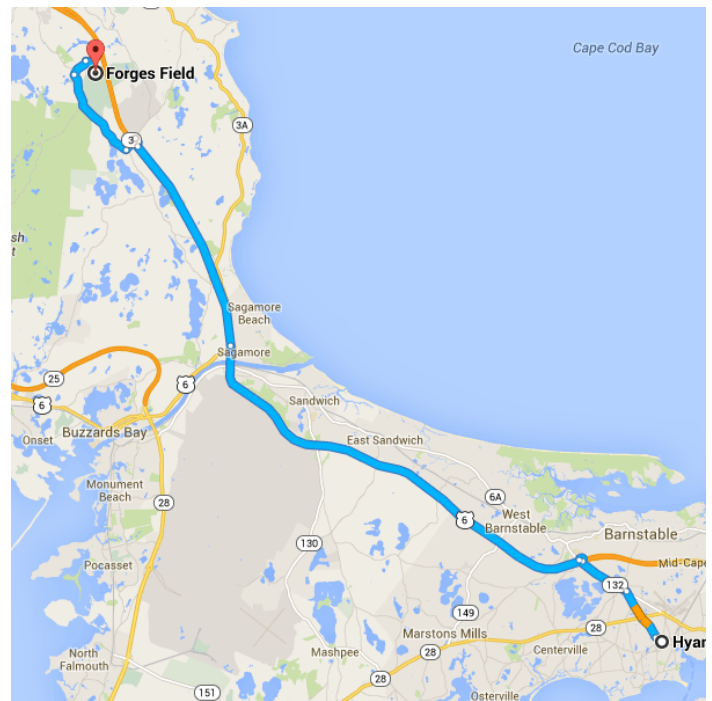 Cape Cod Bay
Forges Field
3A
3
Sagamore
Beach
Sagamore
25
6
6
Sandwich
Onset
Buzzards Bay
East Sandwich
Monument
Beach
28
6A
6
West
Barnstable
130
Barnstable
Pocasset
Mid-Cape
132
149
Marstons Mills
28
Hyan
North
Falmouth
Mashpee
28
Centerville
151
Osterville